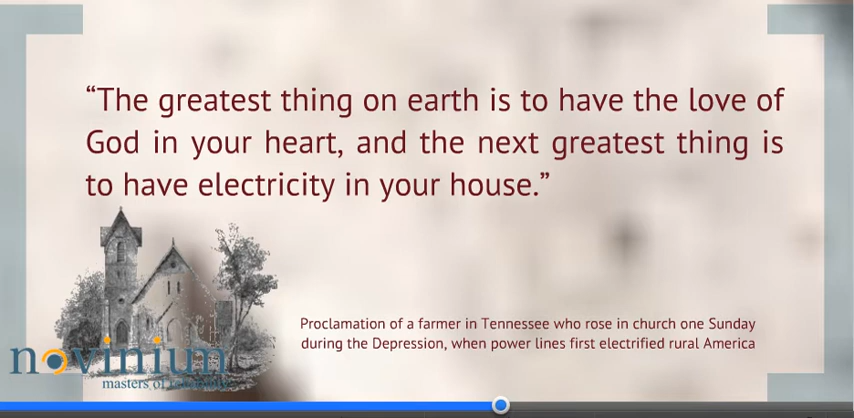 “The greatest thing on earth is to have the love of
God in your heart, and the next greatest thing is
to have electricity in your house.”
Proclamation of a farmer in Tennessee who rose in church one Sunday
during the Depression, when power lines first electrified rural America
novinium
masters of